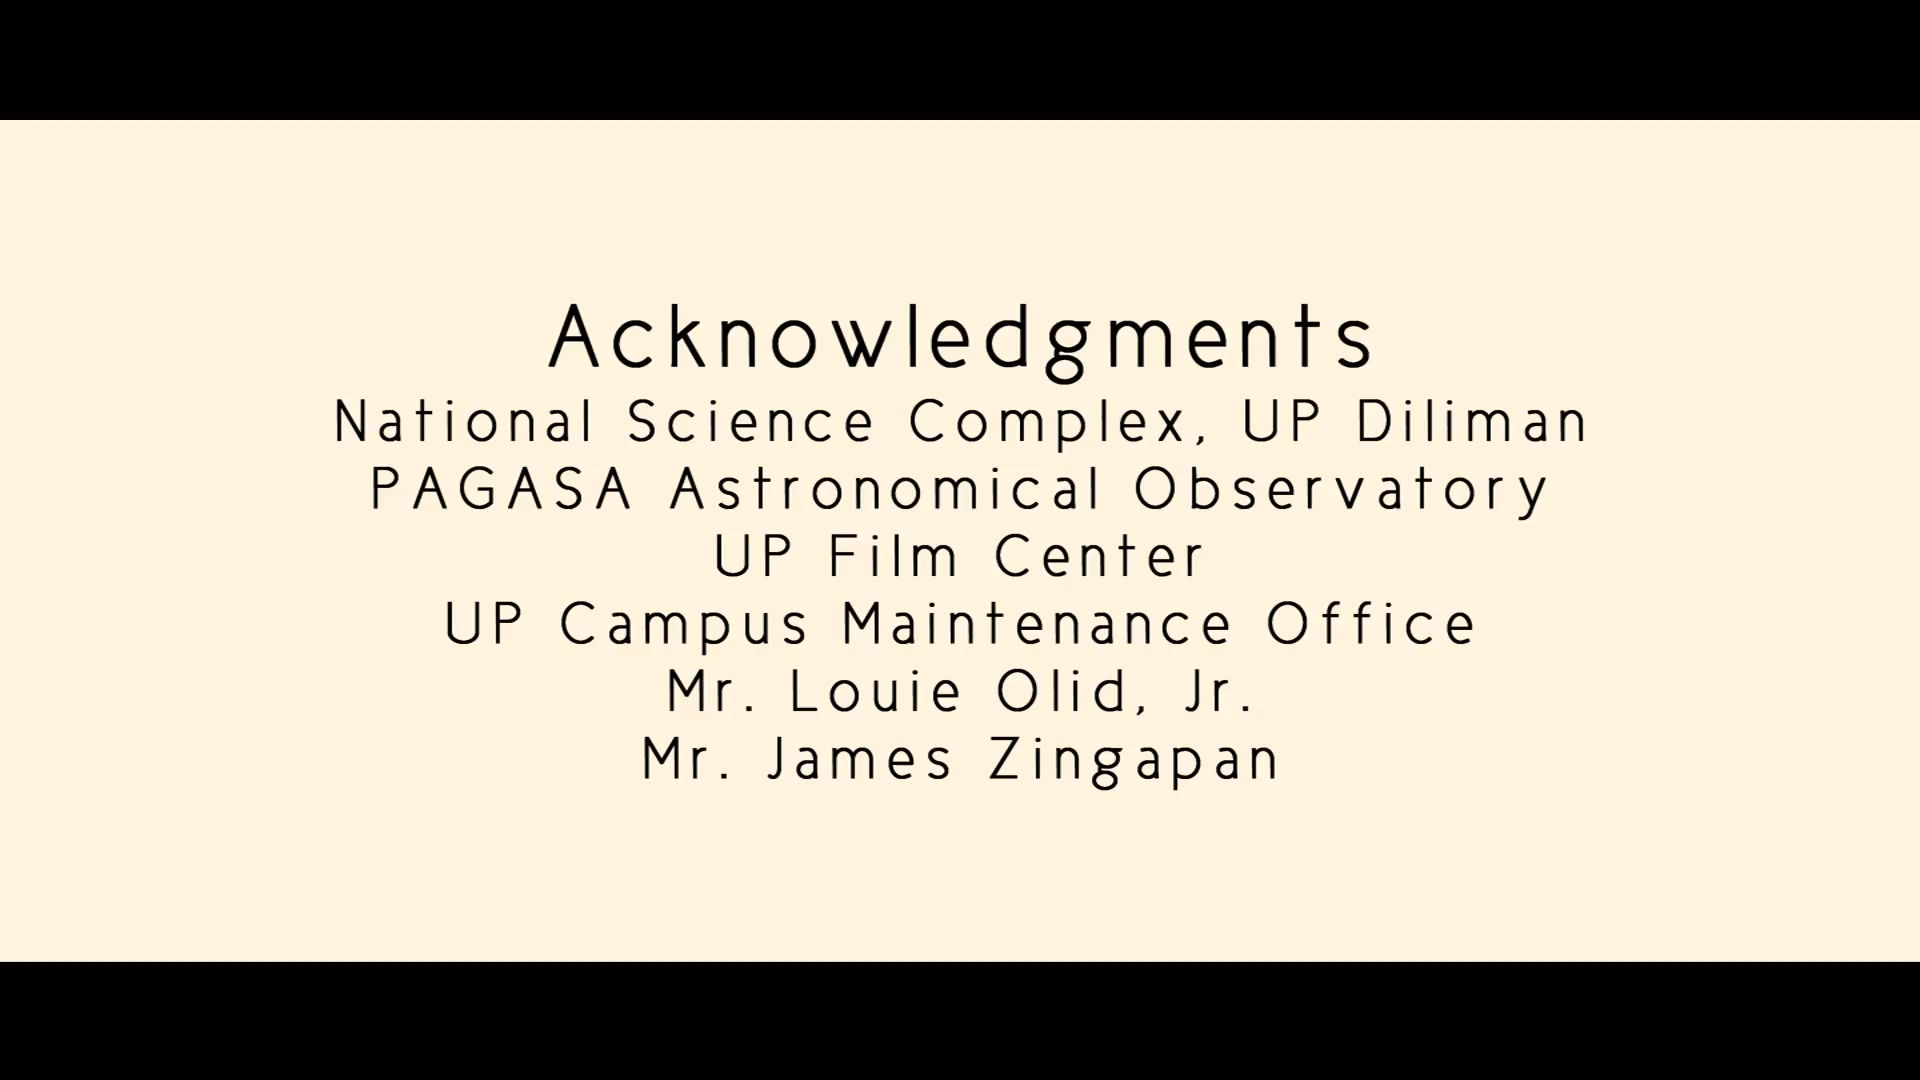 Acknowledgments
National Science Complex, UP Diliman
PAGASA Astronomical Observatory
UP Film Center
UP Campus Maintenance Office
Mr. Louie Olid, Jr.
Mr. James Zingapan